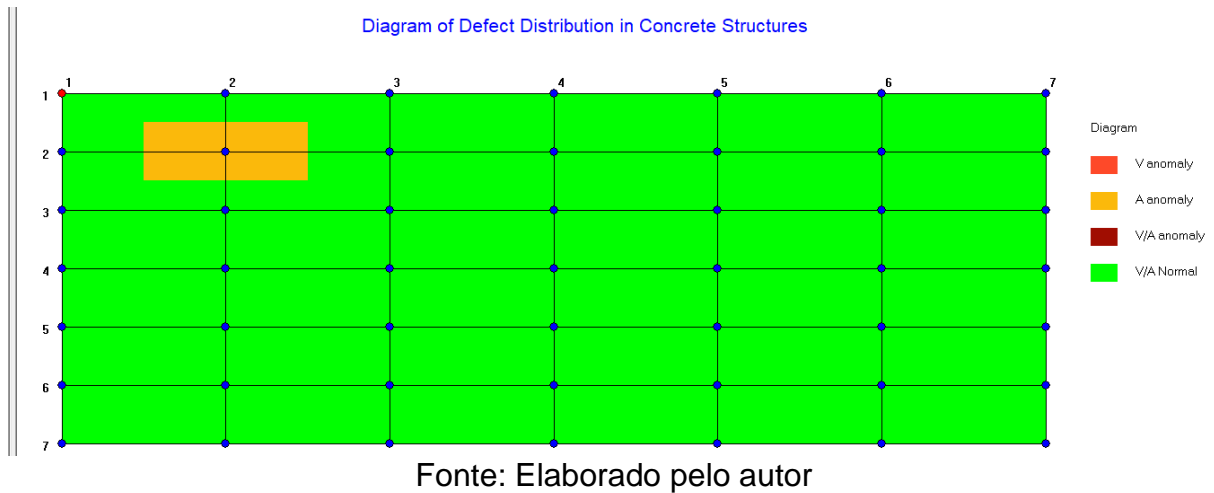 Diagram of Defect Distribution in Concrete Structures
1 2 3 4 5 6 7
1
2
3
4
5
6
7
Diagram
V anomaly
A anomaly
V/A anomaly
V/A Normal
Fonte: Elaborado pelo autor